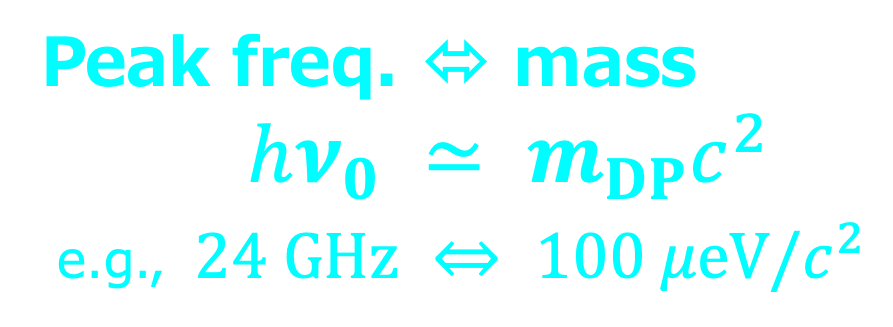 Peak freq. ⇔ mass
hν₀ ≃ m_DP c²
e.g., 24 GHz ⇔ 100 μeV/c²